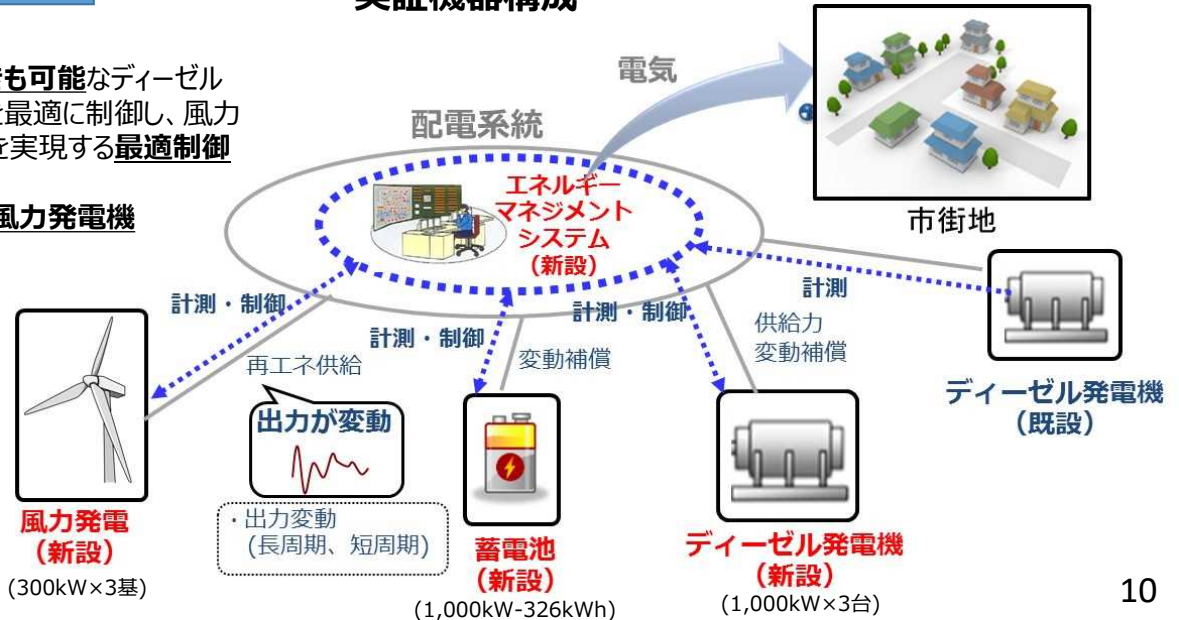 実証機器構成
きも可能なディーゼル
を最適に制御し、風力
を実現する最適制御
風力発電機
電気
配電系統
エネルギー
マネジメント
システム
(新設)
市街地
計測・制御
計測・制御
計測・制御
計測
再エネ供給
変動補償
供給力
変動補償
出力が変動
・出力変動
(長周期、短周期)
風力発電
(新設)
(300kW×3基)
蓄電池
(新設)
(1,000kW-326kWh)
ディーゼル発電機
(新設)
(1,000kW×3台)
ディーゼル発電機
(既設)
10